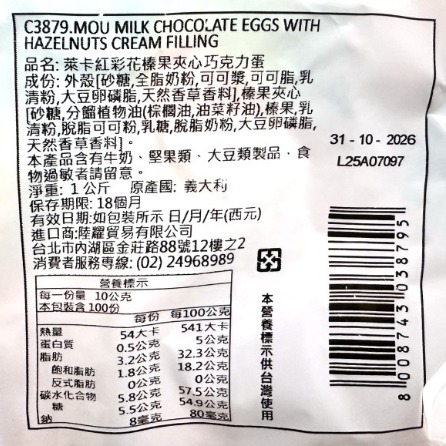 C3879.MOU MILK CHOCOLATE EGGS WITH
HAZELNUTS CREAM FILLING
品名: 萊卡紅彩花榛果夾心巧克力蛋
成份: 外殼[砂糖,全脂奶粉,可可漿,可可脂,乳
清粉,大豆卵磷脂,天然香草香料],榛果夾心
[砂糖,分餾植物油(棕櫚油,油菜籽油),榛果,乳
清粉,脫脂可可粉,乳糖,脫脂奶粉,大豆卵磷脂,
天然香草香料]。
本產品含有牛奶、堅果類、大豆類製品,食
物過敏者請留意。
淨重: 1 公斤 原產國: 義大利
保存期限: 18個月
有效日期:如包裝所示 日/月/年(西元)
進口商:陸羅貿易有限公司
台北市內湖區金莊路88號12樓之2
消費者服務專線: (02) 24968989
31-10-2026
L25A07097
營養標示
每一份量 10公克
本包裝含 100份
每份 每100公克
熱量 54大卡 541大卡
蛋白質 0.5公克 5公克
脂肪 3.2公克 32.3公克
飽和脂肪 1.8公克 18.2公克
反式脂肪 0公克 0公克
碳水化合物 5.8公克 57.5公克
糖 5.5公克 54.9公克
鈉 8毫克 80毫克
本營養標示供台灣使用
8 008743 038795